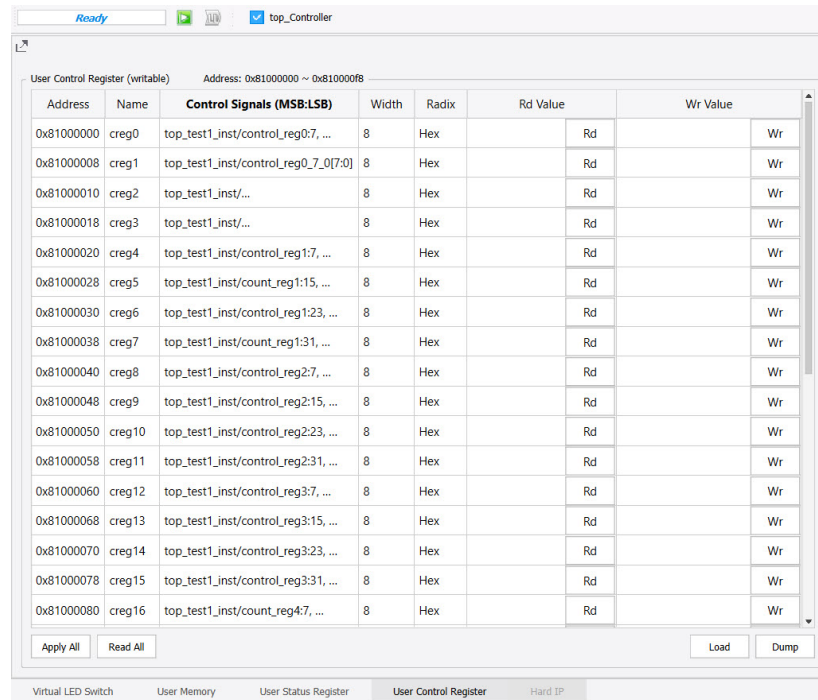 Ready top_Controller
User Control Register (writable) Address: 0x81000000 ~ 0x810000f8
Address Name Control Signals (MSB:LSB) Width Radix Rd Value Wr Value
0x81000000 creg0 top_test1_inst/control_reg0:7, ... 8 Hex Rd Wr
0x81000008 creg1 top_test1_inst/control_reg0_7_0[7:0] 8 Hex Rd Wr
0x81000010 creg2 top_test1_inst/... 8 Hex Rd Wr
0x81000018 creg3 top_test1_inst/... 8 Hex Rd Wr
0x81000020 creg4 top_test1_inst/control_reg1:7, ... 8 Hex Rd Wr
0x81000028 creg5 top_test1_inst/count_reg1:15, ... 8 Hex Rd Wr
0x81000030 creg6 top_test1_inst/control_reg1:23, ... 8 Hex Rd Wr
0x81000038 creg7 top_test1_inst/count_reg1:31, ... 8 Hex Rd Wr
0x81000040 creg8 top_test1_inst/control_reg2:7, ... 8 Hex Rd Wr
0x81000048 creg9 top_test1_inst/control_reg2:15, ... 8 Hex Rd Wr
0x81000050 creg10 top_test1_inst/control_reg2:23, ... 8 Hex Rd Wr
0x81000058 creg11 top_test1_inst/control_reg2:31, ... 8 Hex Rd Wr
0x81000060 creg12 top_test1_inst/control_reg3:7, ... 8 Hex Rd Wr
0x81000068 creg13 top_test1_inst/control_reg3:15, ... 8 Hex Rd Wr
0x81000070 creg14 top_test1_inst/control_reg3:23, ... 8 Hex Rd Wr
0x81000078 creg15 top_test1_inst/control_reg3:31, ... 8 Hex Rd Wr
0x81000080 creg16 top_test1_inst/count_reg4:7, ... 8 Hex Rd Wr
Apply All Read All Load Dump
Virtual LED Switch User Memory User Status Register User Control Register Hard IP